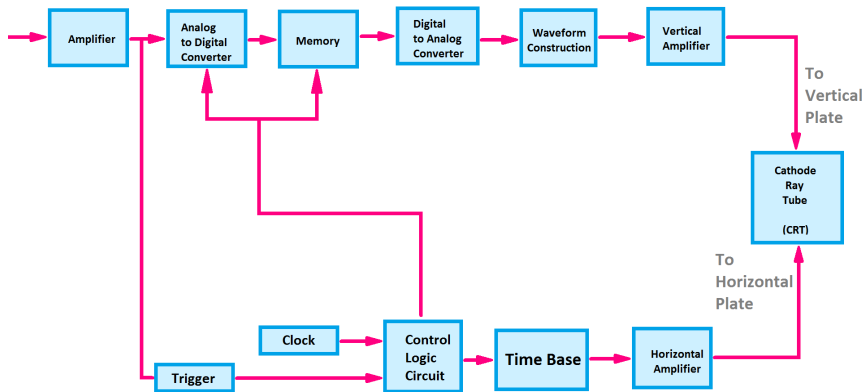 Amplifier
Analog
to Digital
Converter
Memory
Digital
to Analog
Converter
Waveform
Construction
Vertical
Amplifier
To
Vertical
Plate
Cathode
Ray
Tube
(CRT)
To
Horizontal
Plate
Clock
Control
Logic
Circuit
Time Base
Horizontal
Amplifier
Trigger